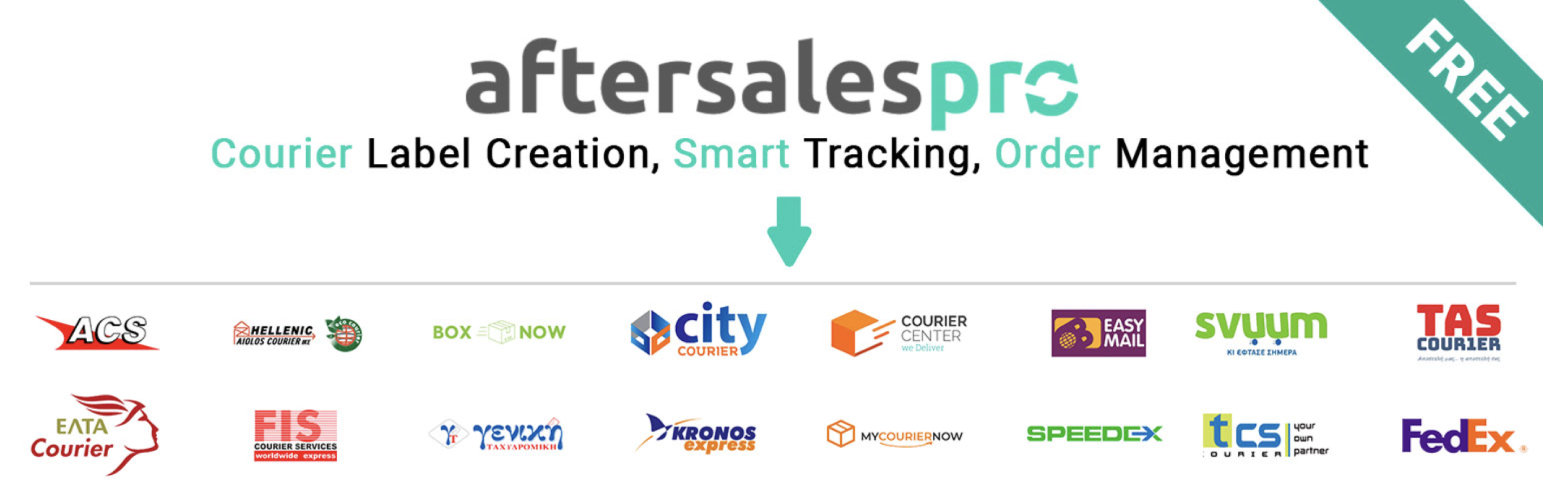 aftersalespro
FREE
Courier Label Creation, Smart Tracking, Order Management
ACS
HELLENIC
AIOLOS COURIER
BOX NOW
city
COURIER
COURIER
CENTER
we Deliver
EASY
MAIL
svuum
ΚΙ ΕΦΤΑΣΕ ΣΗΜΕΡΑ
TAS
COURIER
ΕΛΤΑ
Courier
FIS
COURIER SERVICES
worldwide express
γτ
γενική
ΤΑΧΥΔΡΟΜΙΚΗ
KRONOS
express
MYCOURIERNOW
SPEEDEX
tcs
COURIER
your
own
partner
FedEx®